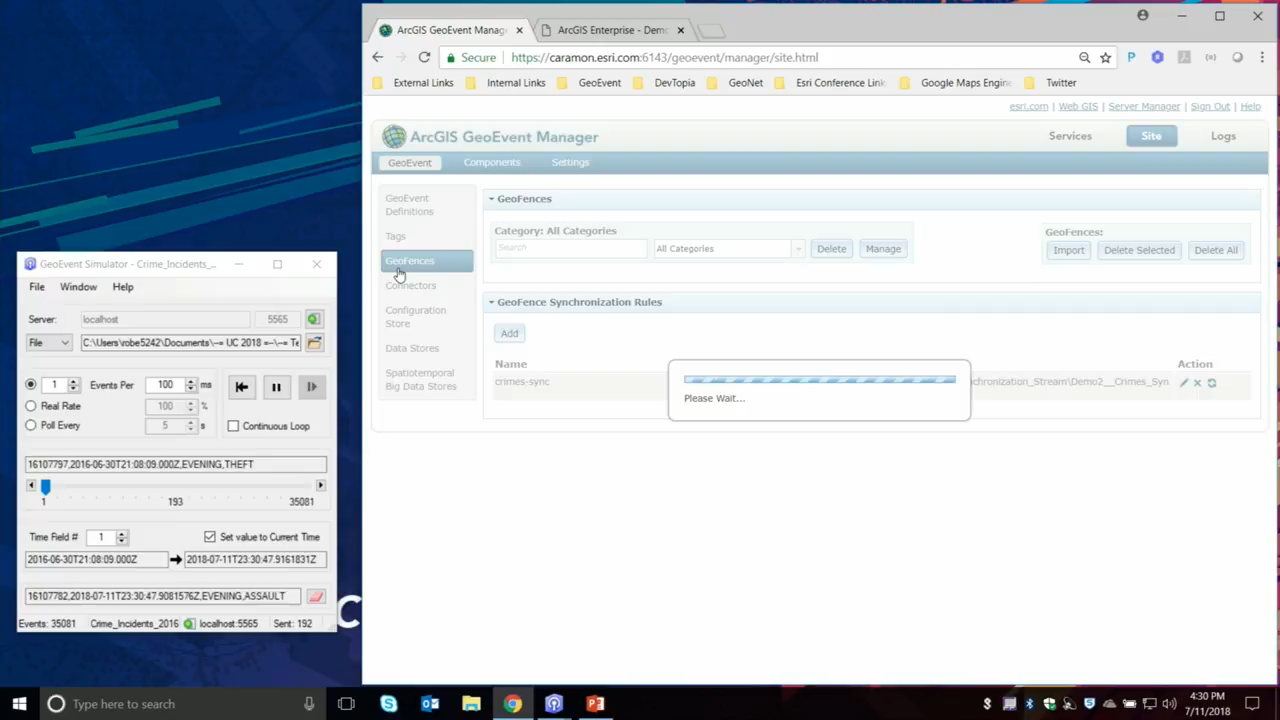 ArcGIS GeoEvent Manag
ArcGIS Enterprise - Demo
Secure
https://caramon.esri.com:6143/geoevent/manager/site.html
External Links
Internal Links
GeoEvent
DevTopia
GeoNet
Esri Conference Link
Google Maps Engine
Twitter
esri.com | Web GIS | Server Manager | Sign Out | Help
ArcGIS GeoEvent Manager
Services
Site
Logs
GeoEvent
Components
Settings
GeoEvent
Definitions
Tags
GeoFences
Connectors
Configuration
Store
Data Stores
Spatiotemporal
Big Data Stores
GeoFences
Category: All Categories
Search
All Categories
Delete
Manage
GeoFences:
Import
Delete Selected
Delete All
GeoFence Synchronization Rules
Add
Name
Action
crimes-sync
chronization_Stream\Demo2__Crimes_Syn
Please Wait...
GeoEvent Simulator - Crime_Incidents_...
File
Window
Help
Server:
localhost
5565
File
C:\Users\robe5242\Documents\--= UC 2018 =--\--= Te
1
Events Per
100
ms
Real Rate
100
%
Poll Every
5
s
Continuous Loop
16107797,2016-06-30T21:08:09.000Z,EVENING,THEFT
1
193
35081
Time Field #
1
Set value to Current Time
2016-06-30T21:08:09.000Z
2018-07-11T23:30:47.9161831Z
16107782,2018-07-11T23:30:47.9081576Z,EVENING,ASSAULT
Events: 35081
Crime_Incidents_2016
localhost:5565
Sent: 192
C
Type here to search
4:30 PM
7/11/2018